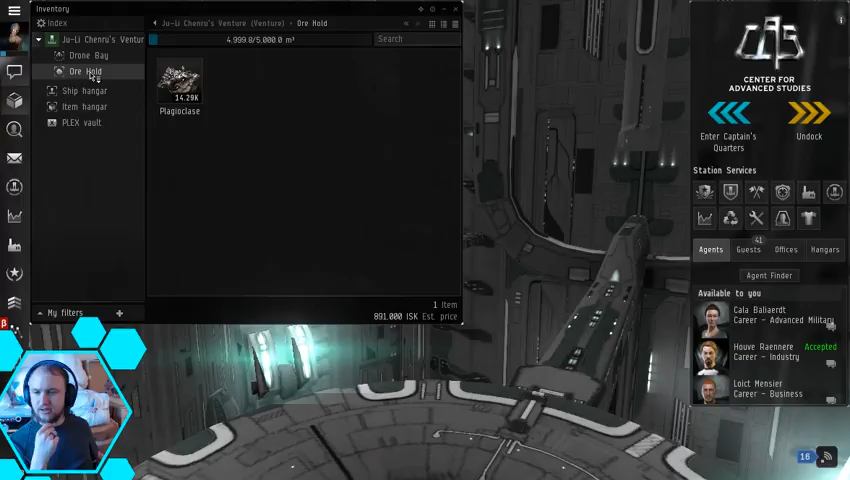 Inventory
Index
Ju-Li Chenru's Ventur
Drone Bay
Ore Hold
Ship hangar
Item hangar
PLEX vault
My filters
Ju-Li Chenru's Venture (Venture) › Ore Hold
4,999.8/5,000.0 m³
Search
14.29K
Plagioclase
1 Item
891.000 ISK Est. price
CAS
CENTER FOR
ADVANCED STUDIES
Enter Captain's
Quarters
Undock
Station Services
41
Agents
Guests
Offices
Hangars
Agent Finder
Available to you
Cala Baliaerdt
Career - Advanced Military
Houve Raennere
Accepted
Career - Industry
Loict Mensier
Career - Business
β
16